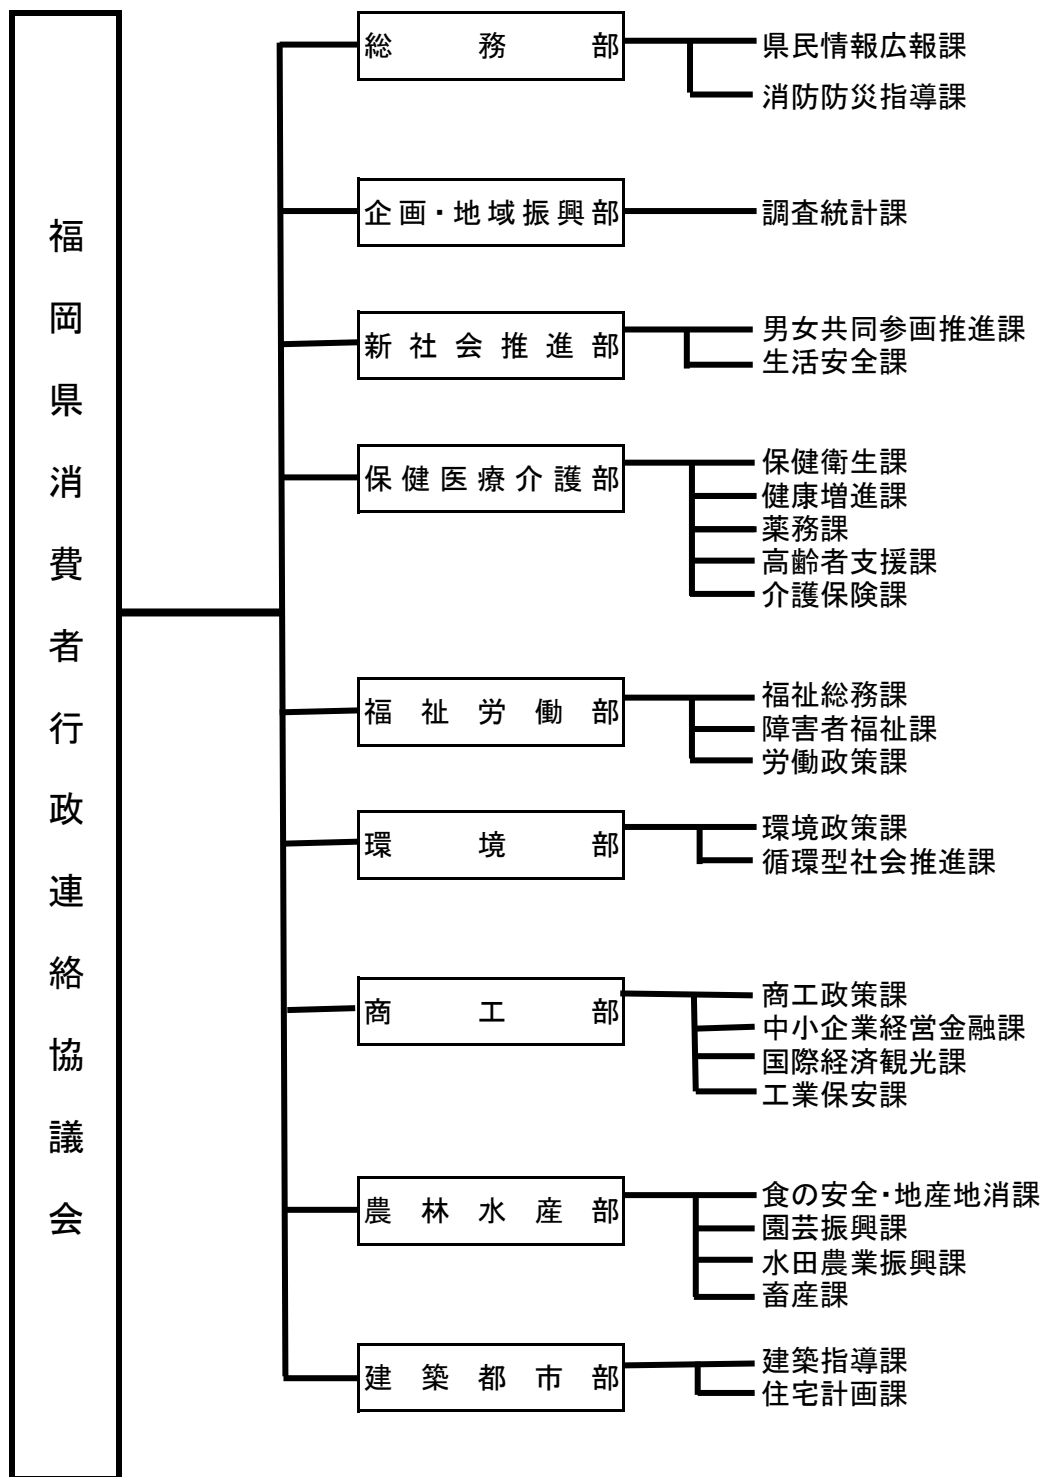 福岡県消費者行政連絡協議会
総務部
県民情報広報課
消防防災指導課
企画・地域振興部
調査統計課
新社会推進部
男女共同参画推進課
生活安全課
保健医療介護部
保健衛生課
健康増進課
薬務課
高齢者支援課
介護保険課
福祉労働部
福祉総務課
障害者福祉課
労働政策課
環境部
環境政策課
循環型社会推進課
商工部
商工政策課
中小企業経営金融課
国際経済観光課
工業保安課
農林水産部
食の安全・地産地消課
園芸振興課
水田農業振興課
畜産課
建築都市部
建築指導課
住宅計画課